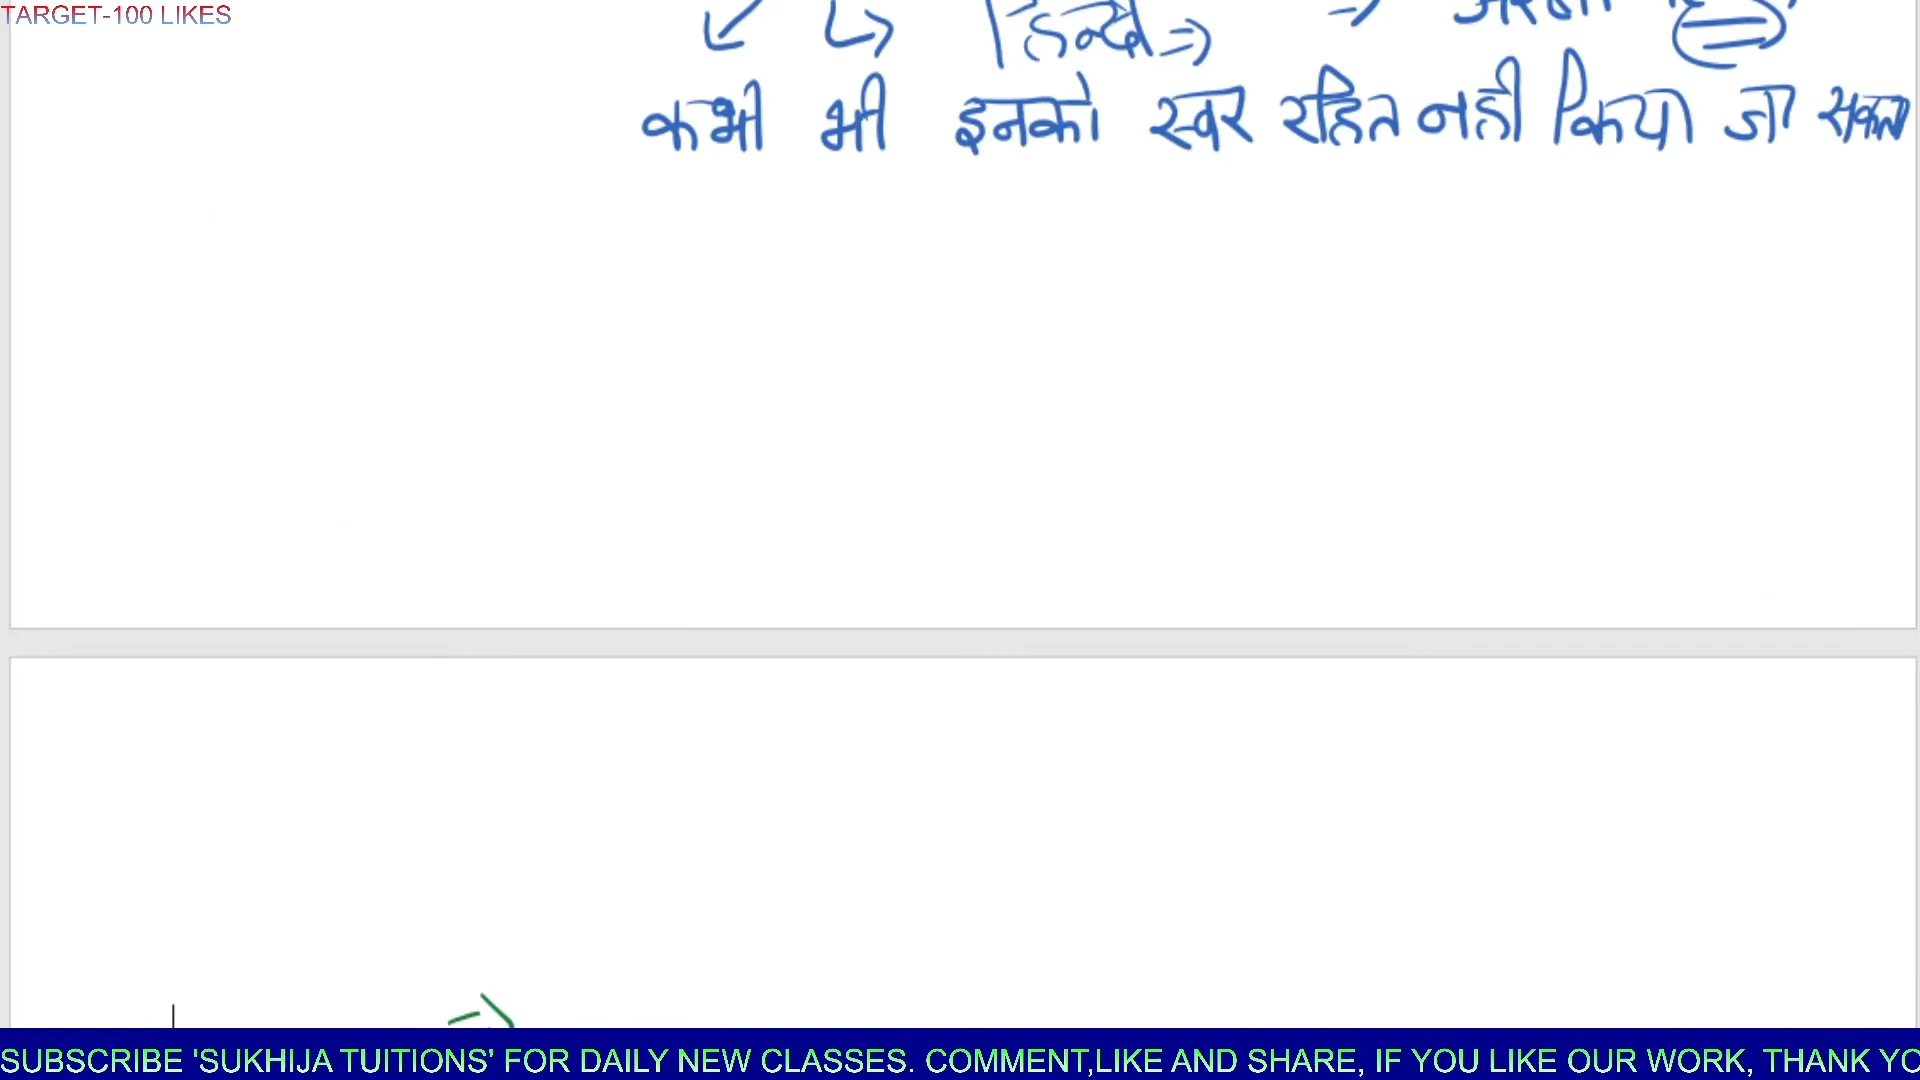 TARGET-100 LIKES
हिन्दी ⇒ ⇒
कभी भी इनको स्वर रहित नही किया जा सकता
⇒
SUBSCRIBE 'SUKHIJA TUITIONS' FOR DAILY NEW CLASSES. COMMENT,LIKE AND SHARE, IF YOU LIKE OUR WORK, THANK YO